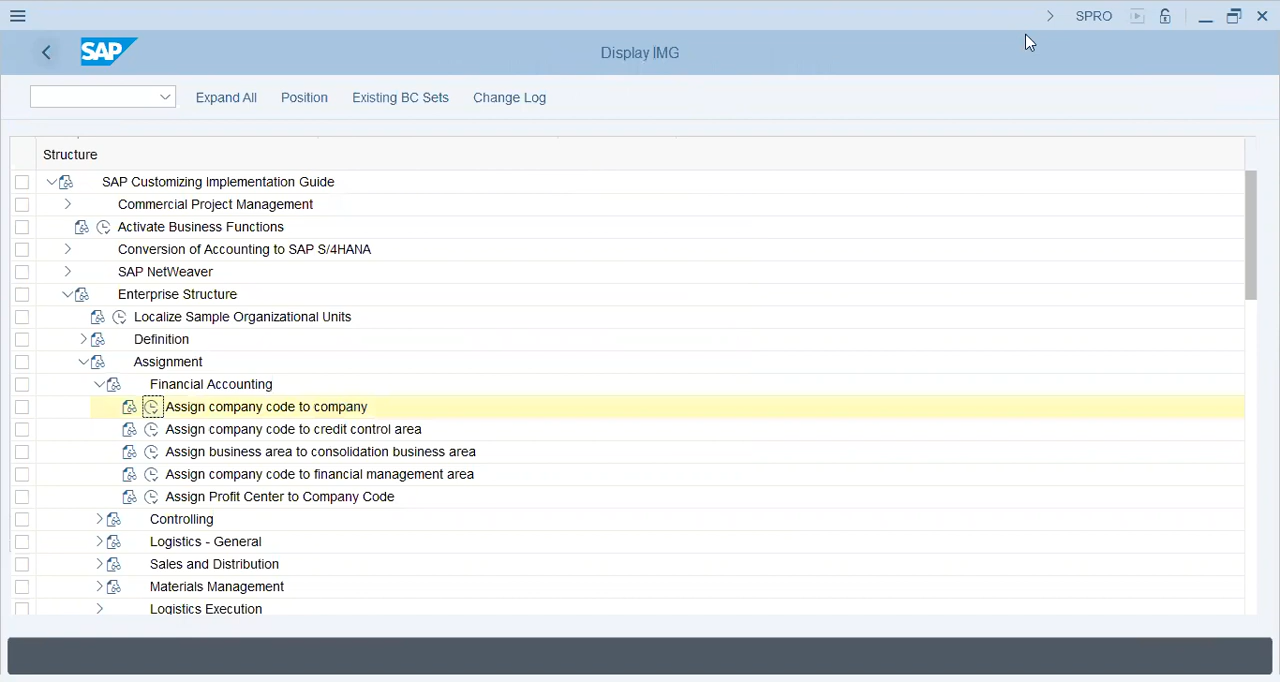 SPRO
SAP
Display IMG
Expand All Position Existing BC Sets Change Log
Structure
SAP Customizing Implementation Guide
Commercial Project Management
Activate Business Functions
Conversion of Accounting to SAP S/4HANA
SAP NetWeaver
Enterprise Structure
Localize Sample Organizational Units
Definition
Assignment
Financial Accounting
Assign company code to company
Assign company code to credit control area
Assign business area to consolidation business area
Assign company code to financial management area
Assign Profit Center to Company Code
Controlling
Logistics - General
Sales and Distribution
Materials Management
Logistics Execution